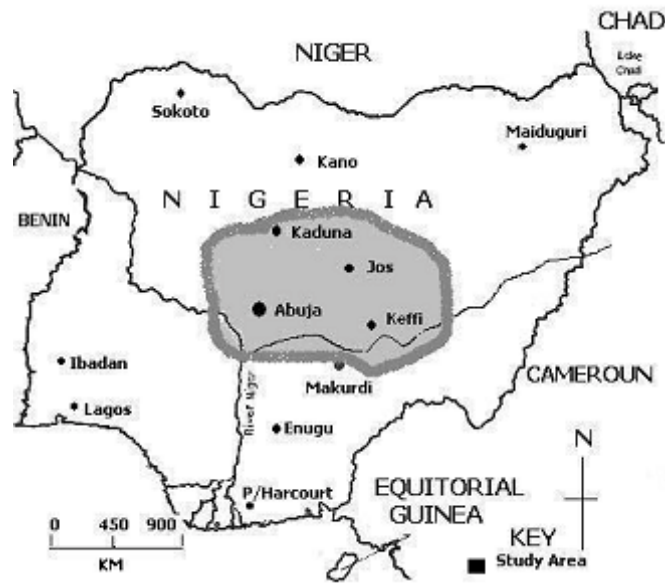 CHAD
NIGER
Lake
Chad
Sokoto
Maiduguri
Kano
NIGERIA
BENIN
Kaduna
Jos
Abuja
Keffi
Ibadan
Makurdi
CAMEROUN
Lagos
River Niger
Enugu
N
P/Harcourt
EQUITORIAL
GUINEA
0 450 900
KM
KEY
Study Area